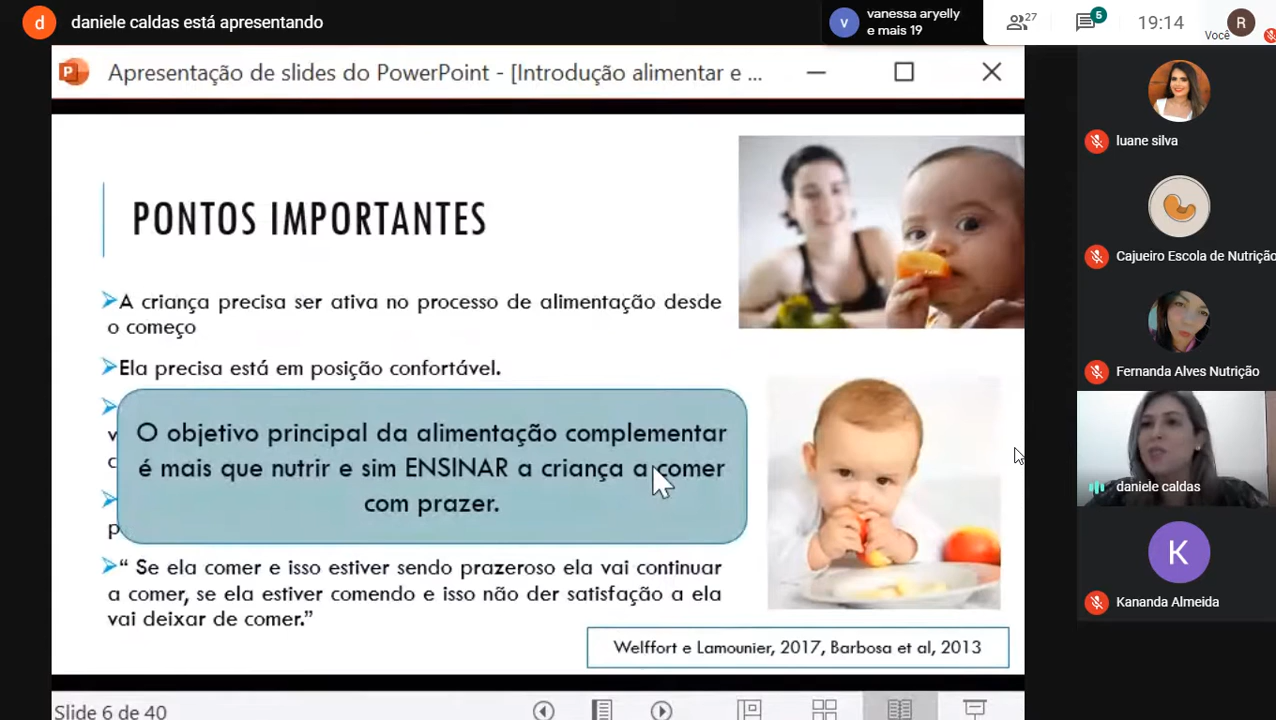 d
daniele caldas está apresentando
v
vanessa aryelly
e mais 19
27
5
19:14
Você
R
Apresentação de slides do PowerPoint - [Introdução alimentar e ...
PONTOS IMPORTANTES
A criança precisa ser ativa no processo de alimentação desde
o começo
Ela precisa está em posição confortável.
O objetivo principal da alimentação complementar
é mais que nutrir e sim ENSINAR a criança a comer
com prazer.
“ Se ela comer e isso estiver sendo prazeroso ela vai continuar
a comer, se ela estiver comendo e isso não der satisfação a ela
vai deixar de comer.”
Welffort e Lamounier, 2017, Barbosa et al, 2013
Slide 6 de 40
luane silva
Cajueiro Escola de Nutrição
Fernanda Alves Nutrição
daniele caldas
K
Kananda Almeida